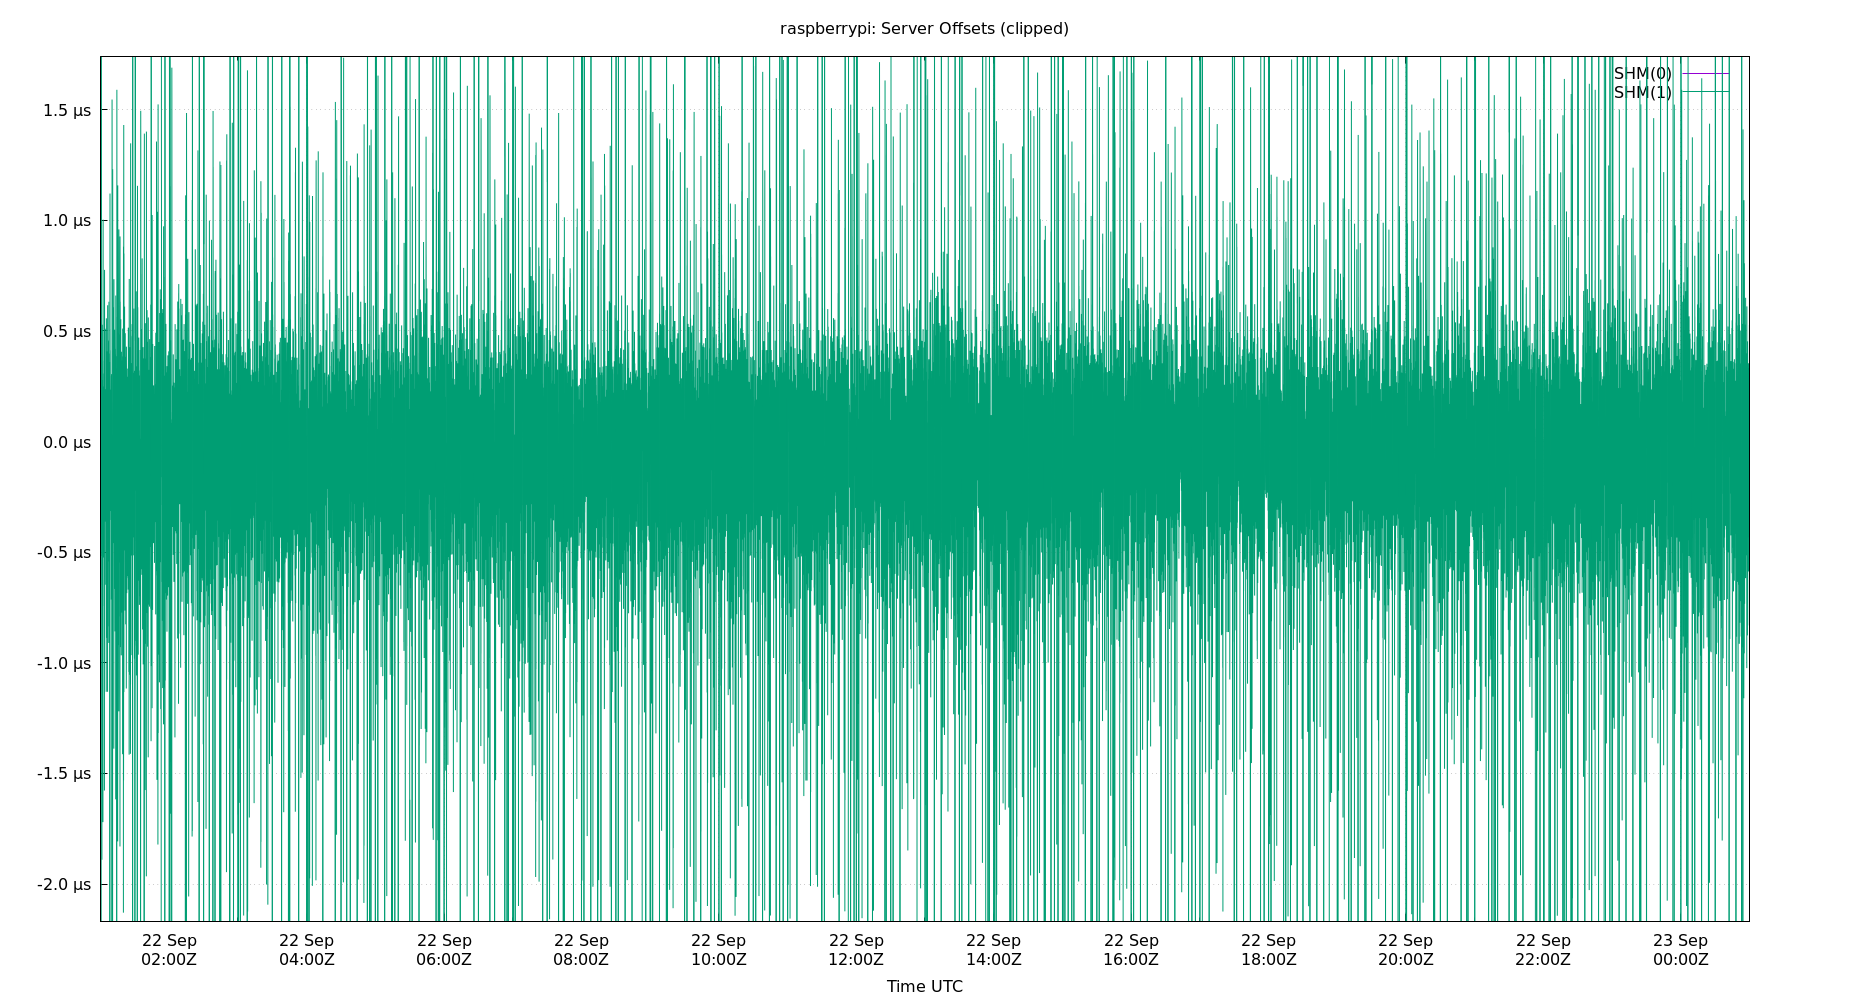 raspberrypi: Server Offsets (clipped)
SHM(0)
SHM(1)
1.5 µs
1.0 µs
0.5 µs
0.0 µs
-0.5 µs
-1.0 µs
-1.5 µs
-2.0 µs
22 Sep 22 Sep 22 Sep 22 Sep 22 Sep 22 Sep 22 Sep 22 Sep 22 Sep 22 Sep 22 Sep 23 Sep
02:00Z 04:00Z 06:00Z 08:00Z 10:00Z 12:00Z 14:00Z 16:00Z 18:00Z 20:00Z 22:00Z 00:00Z
Time UTC